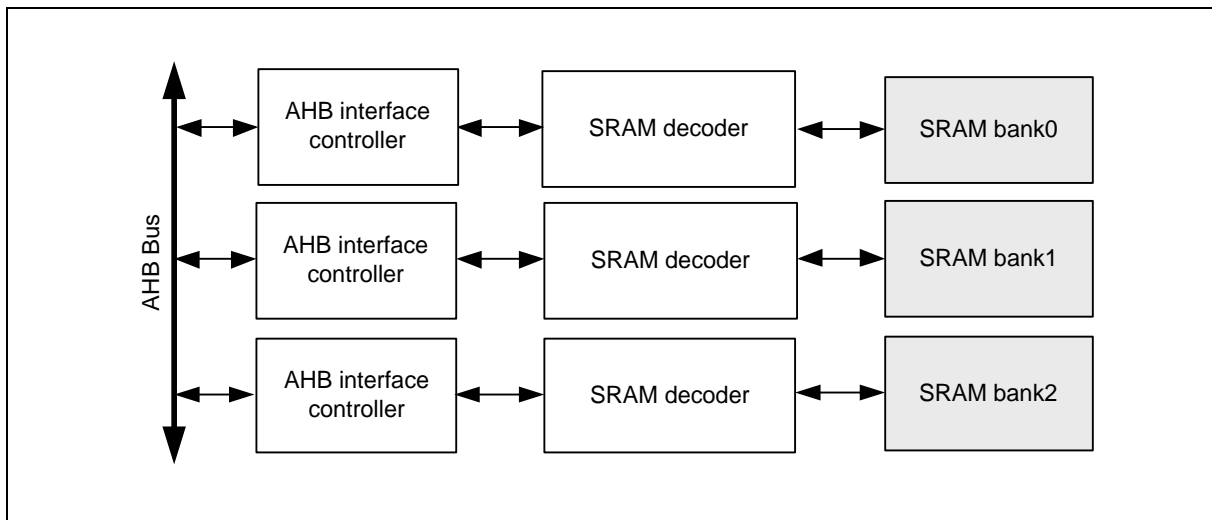 AHB Bus
AHB interface
controller
SRAM decoder
SRAM bank0
AHB interface
controller
SRAM decoder
SRAM bank1
AHB interface
controller
SRAM decoder
SRAM bank2